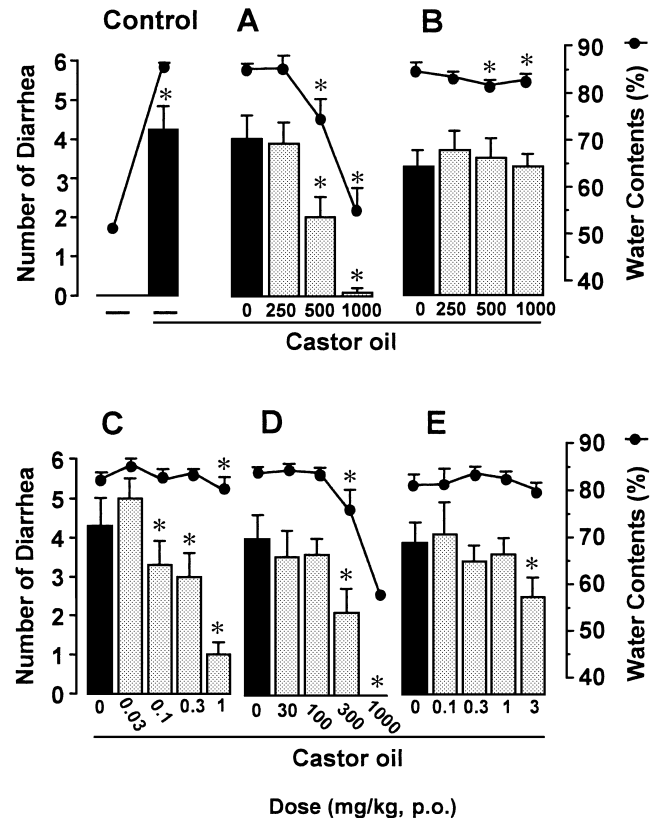 Control A B
6
5
4
3
2
1
0
Number of Diarrhea
* * * * * * *
90
80
70
60
50
40
Water Contents (%)
— — 0 250 500 1000 0 250 500 1000
Castor oil
C D E
6
5
4
3
2
1
0
Number of Diarrhea
* * * * * * * *
90
80
70
60
50
40
Water Contents (%)
0 0.03 0.1 0.3 1 0 30 100 300 1000 0 0.1 0.3 1 3
Castor oil
Dose (mg/kg, p.o.)